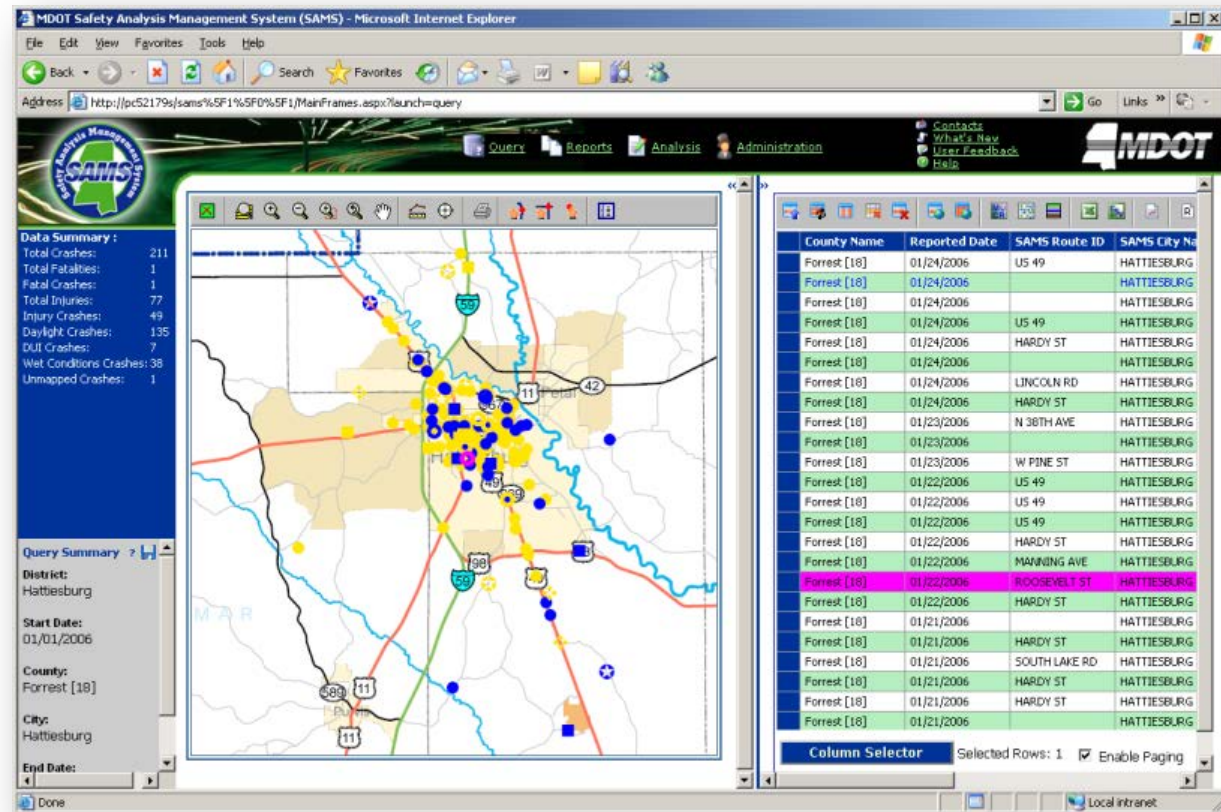 MDOT Safety Analysis Management System (SAMS) - Microsoft Internet Explorer
File Edit View Favorites Tools Help
Back Search Favorites
Address http://pc52179s/sams%5F1%5F0%5F1/MainFrames.aspx?launch=query Go Links »
Safety Analysis Management System
SAMS
Query Reports Analysis Administration
Contacts
What's New
User Feedback
Help
MDOT
Data Summary :
Total Crashes: 211
Total Fatalities: 1
Fatal Crashes: 1
Total Injuries: 77
Injury Crashes: 49
Daylight Crashes: 135
DUI Crashes: 7
Wet Conditions Crashes: 38
Unmapped Crashes: 1
Query Summary ?
District:
Hattiesburg
Start Date:
01/01/2006
County:
Forrest [18]
City:
Hattiesburg
End Date:
59
42
11
Petal
49
98
59
M A R
589
11
11
County Name Reported Date SAMS Route ID SAMS City Na
Forrest [18] 01/24/2006 US 49 HATTIESBURG
Forrest [18] 01/24/2006 HATTIESBURG
Forrest [18] 01/24/2006 HATTIESBURG
Forrest [18] 01/24/2006 US 49 HATTIESBURG
Forrest [18] 01/24/2006 HARDY ST HATTIESBURG
Forrest [18] 01/24/2006 HATTIESBURG
Forrest [18] 01/24/2006 LINCOLN RD HATTIESBURG
Forrest [18] 01/24/2006 HARDY ST HATTIESBURG
Forrest [18] 01/23/2006 N 38TH AVE HATTIESBURG
Forrest [18] 01/23/2006 HATTIESBURG
Forrest [18] 01/23/2006 W PINE ST HATTIESBURG
Forrest [18] 01/22/2006 US 49 HATTIESBURG
Forrest [18] 01/22/2006 US 49 HATTIESBURG
Forrest [18] 01/22/2006 US 49 HATTIESBURG
Forrest [18] 01/22/2006 HARDY ST HATTIESBURG
Forrest [18] 01/22/2006 MANNING AVE HATTIESBURG
Forrest [18] 01/22/2006 ROOSEVELT ST HATTIESBURG
Forrest [18] 01/22/2006 HARDY ST HATTIESBURG
Forrest [18] 01/21/2006 HATTIESBURG
Forrest [18] 01/21/2006 HARDY ST HATTIESBURG
Forrest [18] 01/21/2006 SOUTH LAKE RD HATTIESBURG
Forrest [18] 01/21/2006 HARDY ST HATTIESBURG
Forrest [18] 01/21/2006 HARDY ST HATTIESBURG
Forrest [18] 01/21/2006 HATTIESBURG
Column Selector Selected Rows: 1 Enable Paging
Done Local intranet